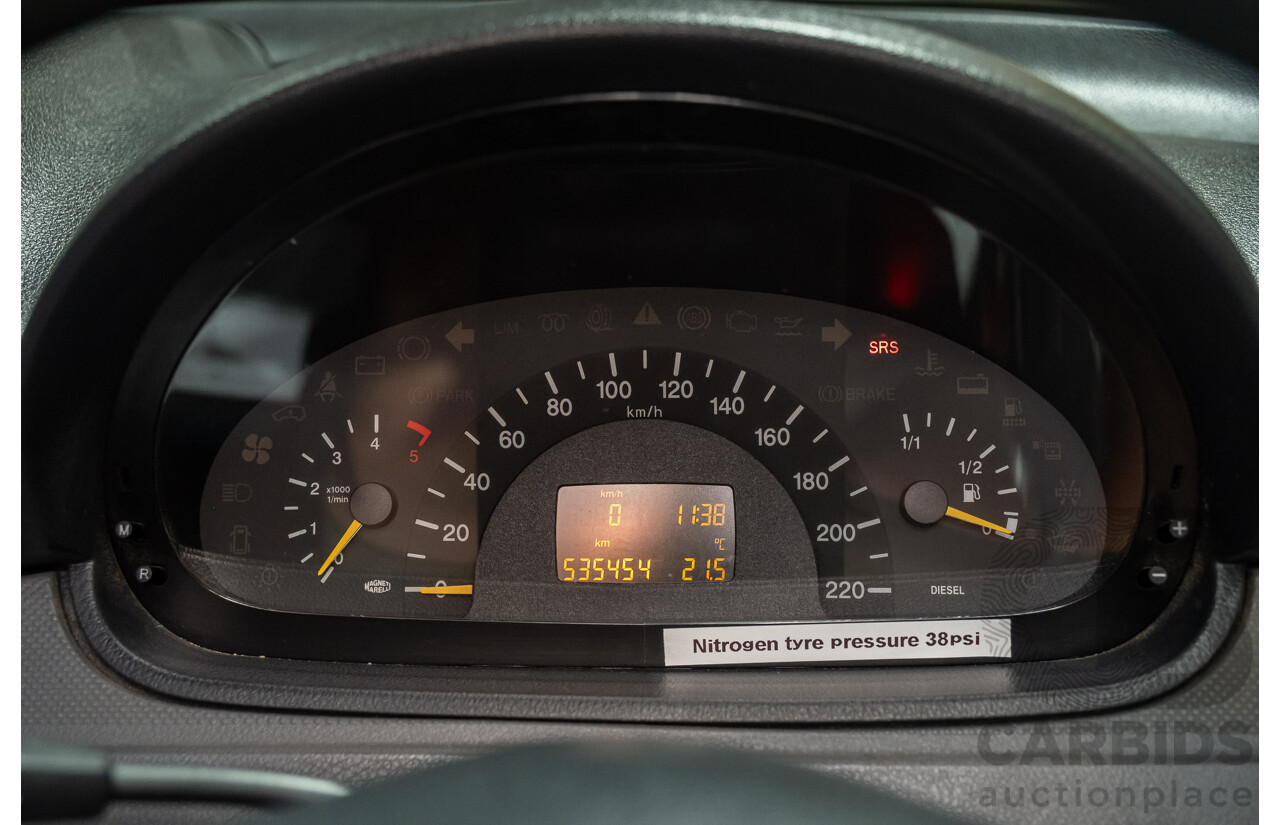 LIM
SRS
PARK
BRAKE
0 1 2 3 4 5
x1000
1/min
MAGNETI
MARELLI
0 20 40 60 80 100 120 140 160 180 200 220
km/h
1/1
1/2
0
km/h
0 11:38
km °C
535454 21.5
DIESEL
M
R
+
−
Nitrogen tyre pressure 38psi
CARBIDS
auctionplace